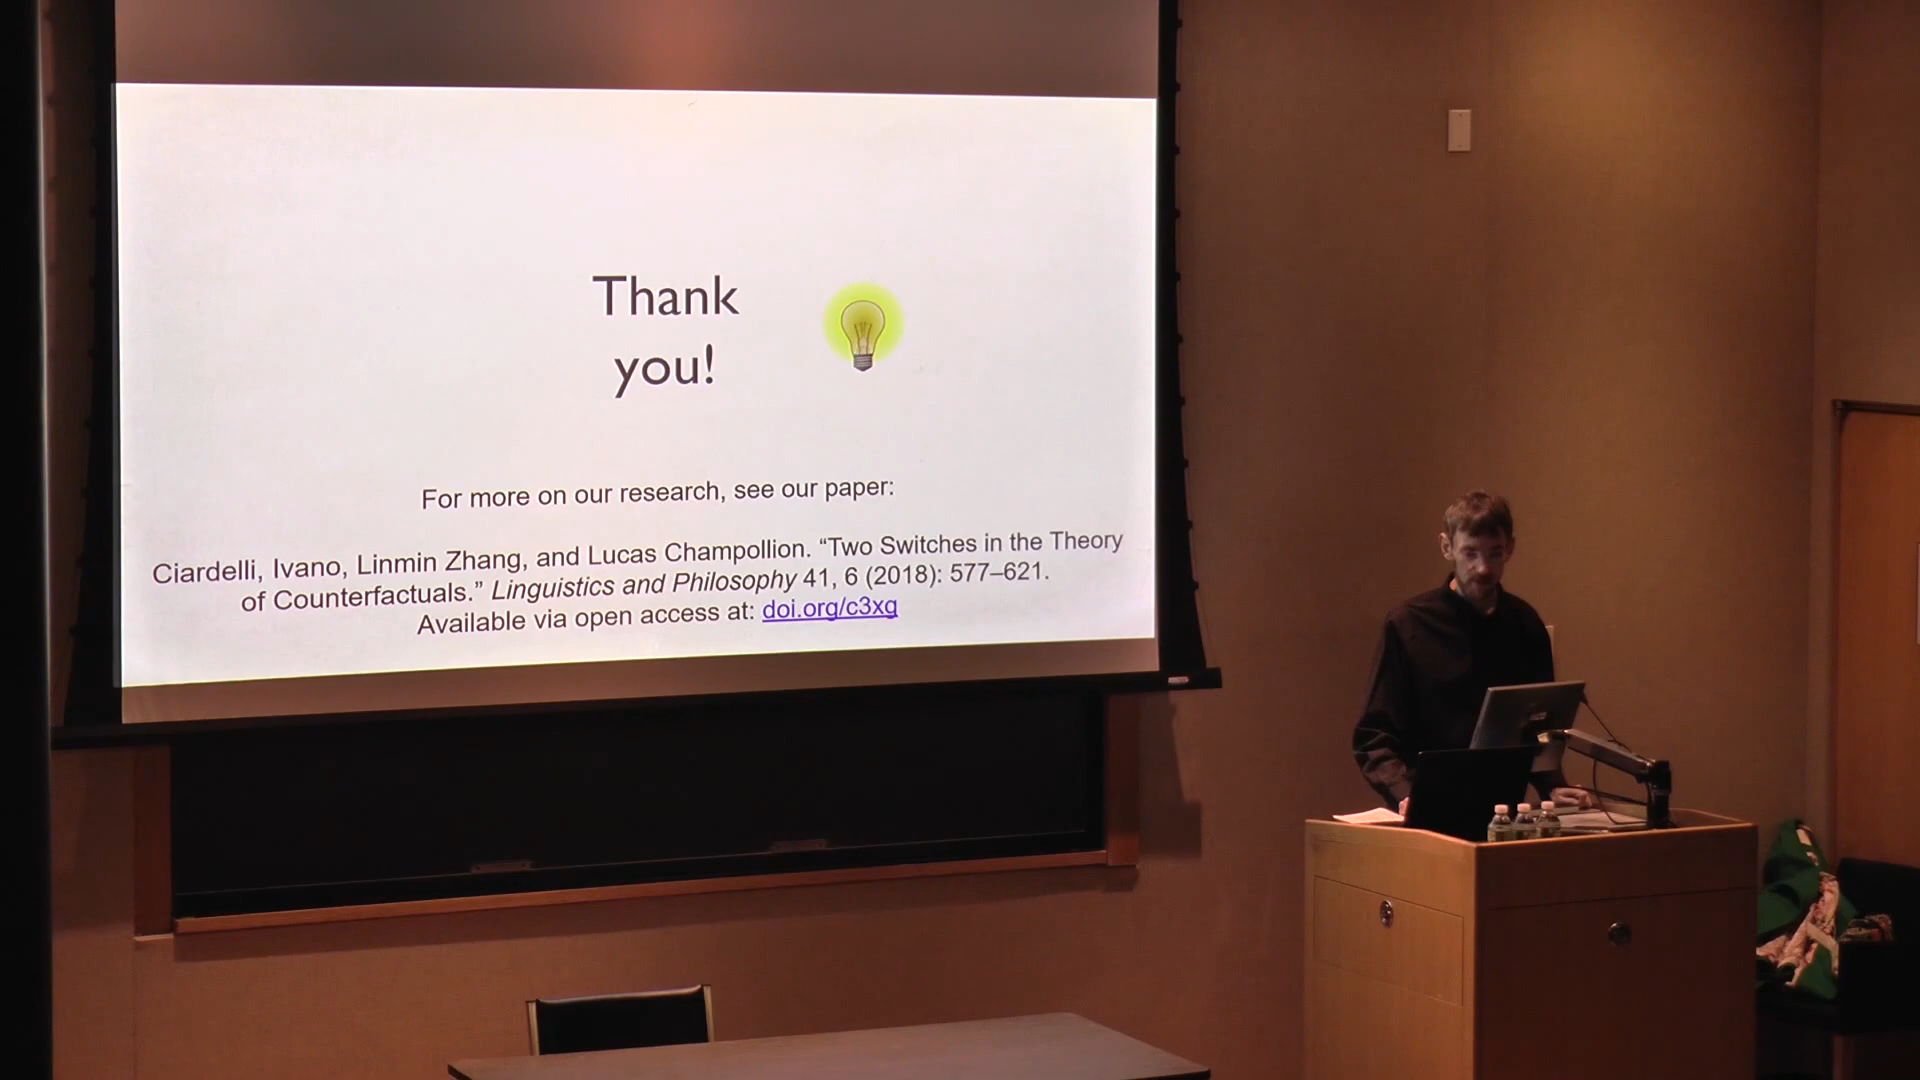 Thank
you!
For more on our research, see our paper:
Ciardelli, Ivano, Linmin Zhang, and Lucas Champollion. “Two Switches in the Theory
of Counterfactuals.” Linguistics and Philosophy 41, 6 (2018): 577–621.
Available via open access at: doi.org/c3xg